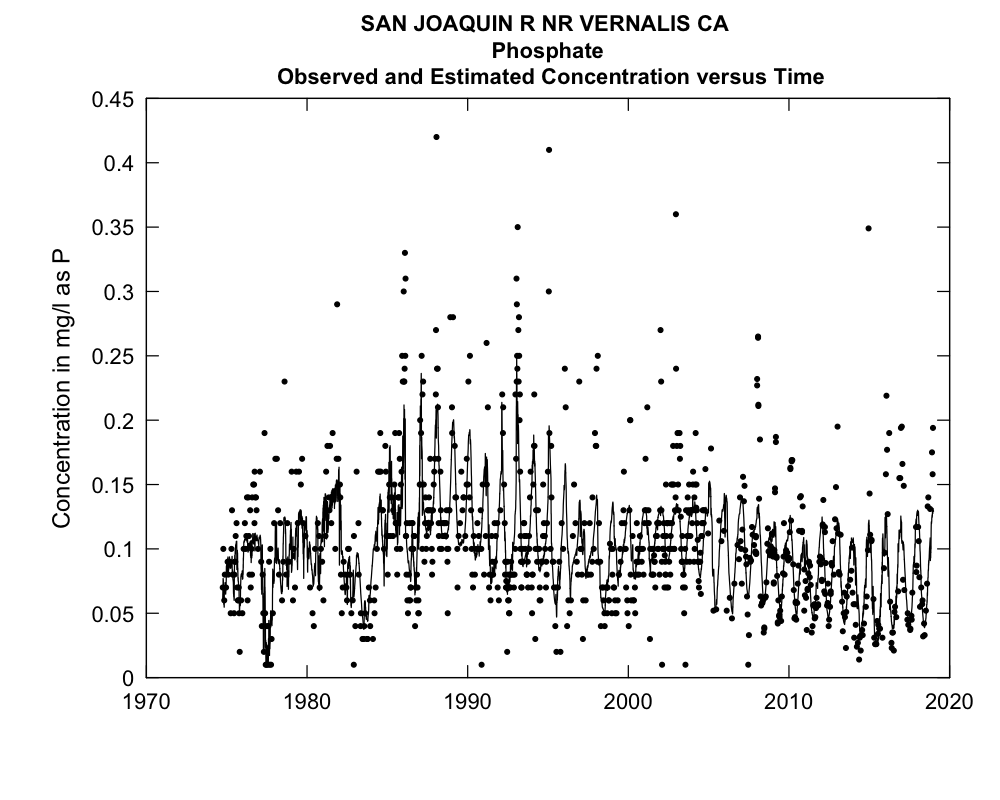 SAN JOAQUIN R NR VERNALIS CA
Phosphate
Observed and Estimated Concentration versus Time
Concentration in mg/l as P
0.45
0.4
0.35
0.3
0.25
0.2
0.15
0.1
0.05
0
1970 1980 1990 2000 2010 2020